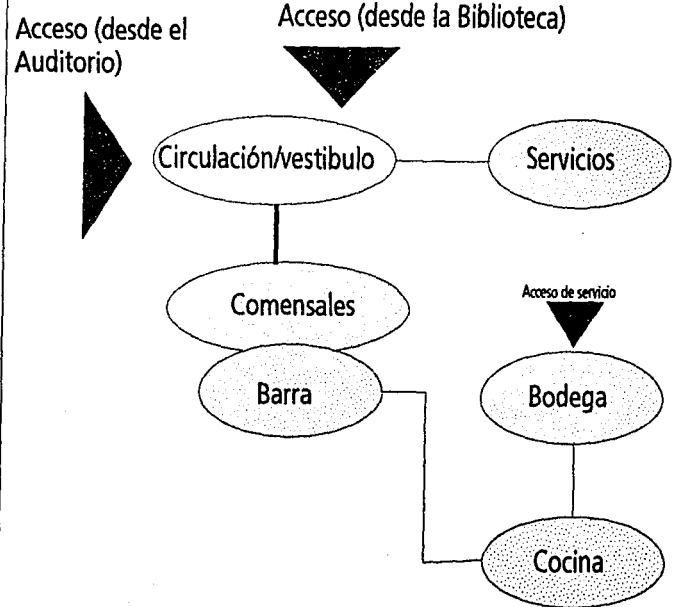 Acceso (desde el
Auditorio)
Acceso (desde la Biblioteca)
Circulación/vestibulo
Servicios
Comensales
Acceso de servicio
Barra
Bodega
Cocina